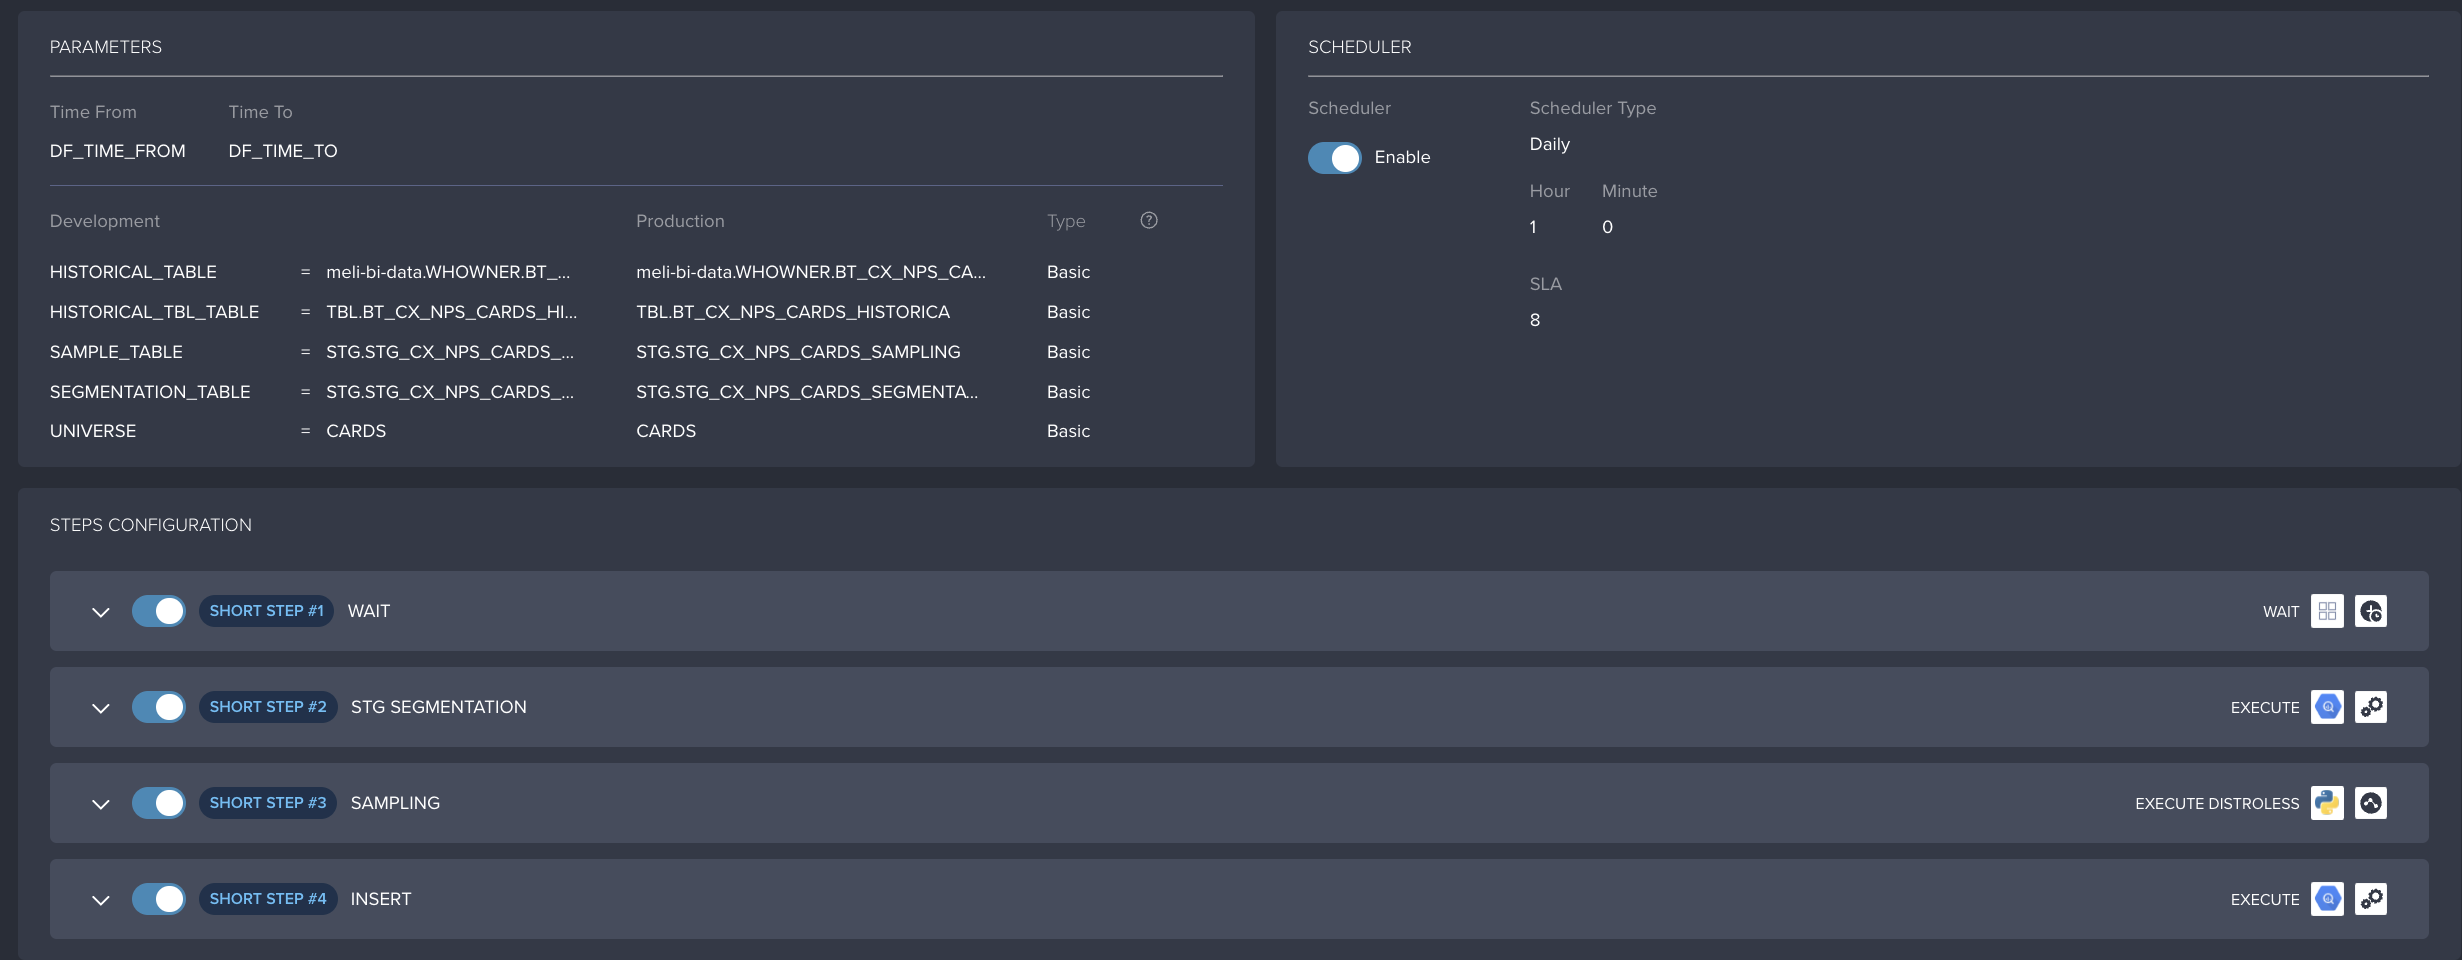 PARAMETERS
Time From Time To
DF_TIME_FROM DF_TIME_TO
Development Production Type ?
HISTORICAL_TABLE = meli-bi-data.WHOWNER.BT_... meli-bi-data.WHOWNER.BT_CX_NPS_CA... Basic
HISTORICAL_TBL_TABLE = TBL.BT_CX_NPS_CARDS_HI... TBL.BT_CX_NPS_CARDS_HISTORICA Basic
SAMPLE_TABLE = STG.STG_CX_NPS_CARDS_... STG.STG_CX_NPS_CARDS_SAMPLING Basic
SEGMENTATION_TABLE = STG.STG_CX_NPS_CARDS_... STG.STG_CX_NPS_CARDS_SEGMENTA... Basic
UNIVERSE = CARDS CARDS Basic
SCHEDULER
Scheduler Scheduler Type
Enable Daily
Hour Minute
1 0
SLA
8
STEPS CONFIGURATION
SHORT STEP #1 WAIT WAIT
SHORT STEP #2 STG SEGMENTATION EXECUTE
SHORT STEP #3 SAMPLING EXECUTE DISTROLESS
SHORT STEP #4 INSERT EXECUTE